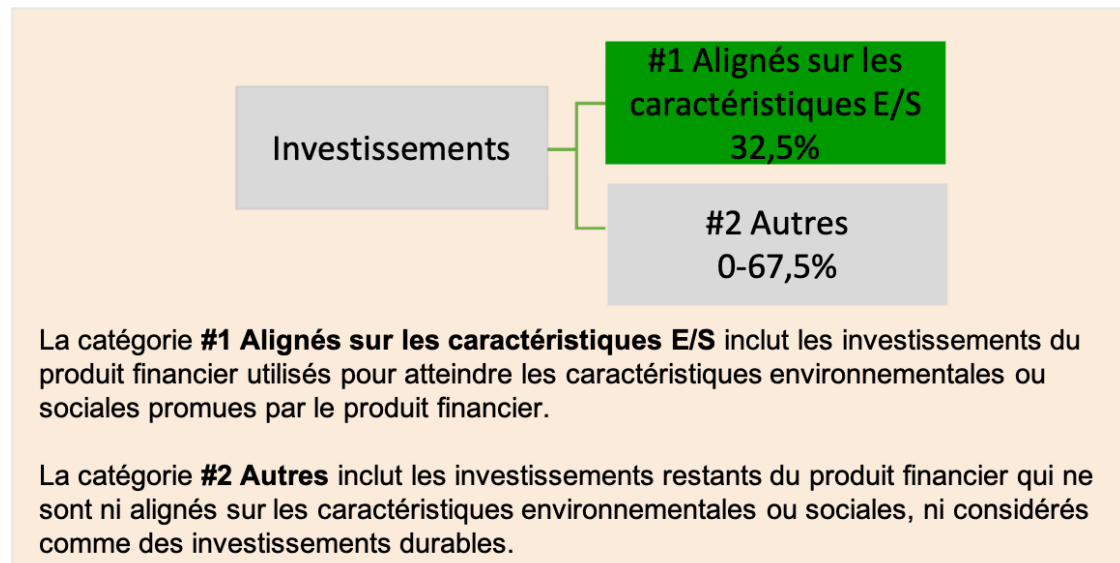 #1 Alignés sur les
caractéristiques E/S
32,5%
Investissements
#2 Autres
0-67,5%
La catégorie #1 Alignés sur les caractéristiques E/S inclut les investissements du
produit financier utilisés pour atteindre les caractéristiques environnementales ou
sociales promues par le produit financier.
La catégorie #2 Autres inclut les investissements restants du produit financier qui ne
sont ni alignés sur les caractéristiques environnementales ou sociales, ni considérés
comme des investissements durables.